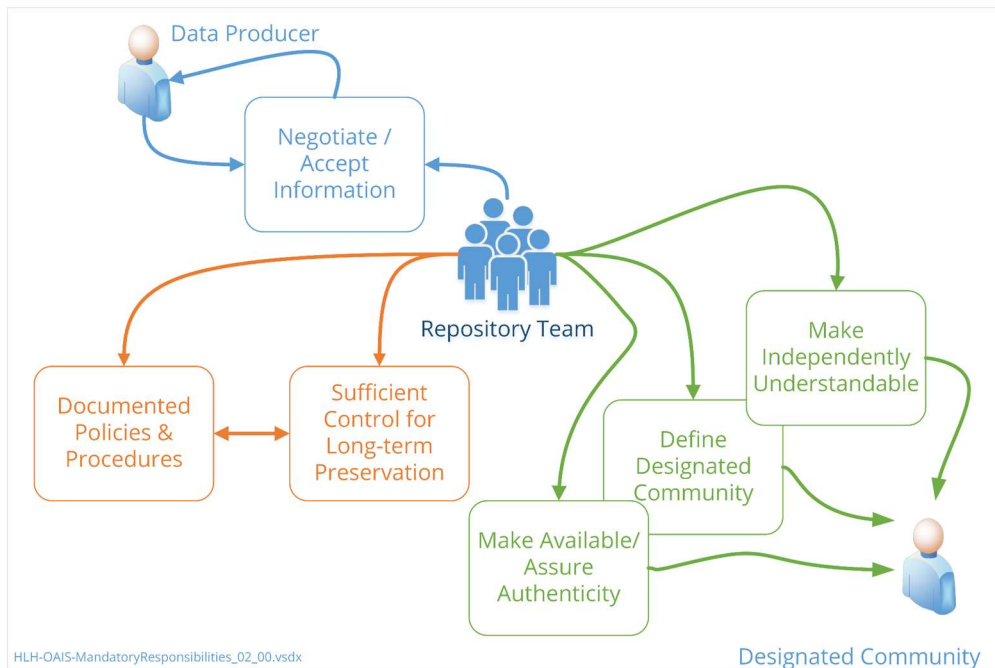 Data Producer
Negotiate /
Accept
Information
Repository Team
Documented
Policies &
Procedures
Sufficient
Control for
Long-term
Preservation
Make
Independently
Understandable
Define
Designated
Community
Make Available/
Assure
Authenticity
HLH-OAIS-MandatoryResponsibilities_02_00.vsdx
Designated Community